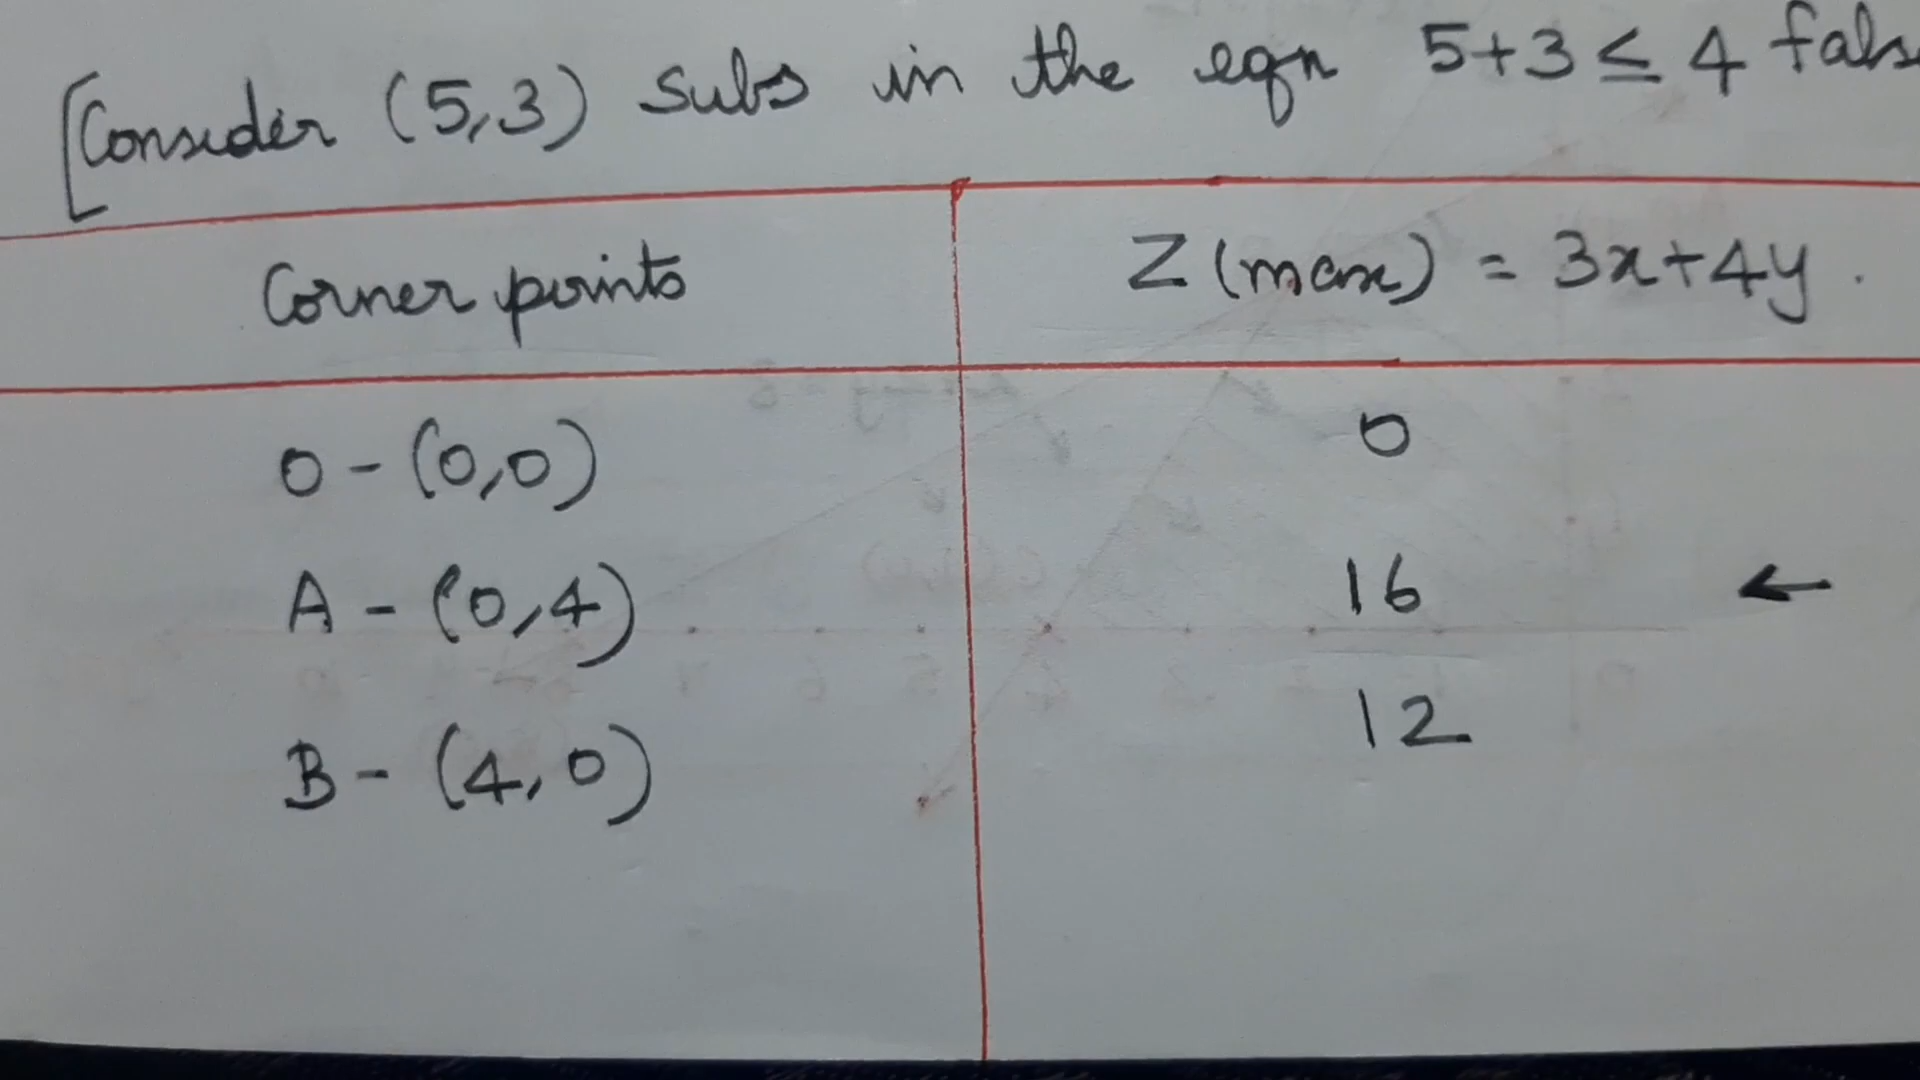 [Consider (5,3) subs in the eqn 5+3 ≤ 4 fals
Corner points Z (max) = 3x+4y.
O - (0,0) 0
A - (0,4) 16 ←
B - (4,0) 12